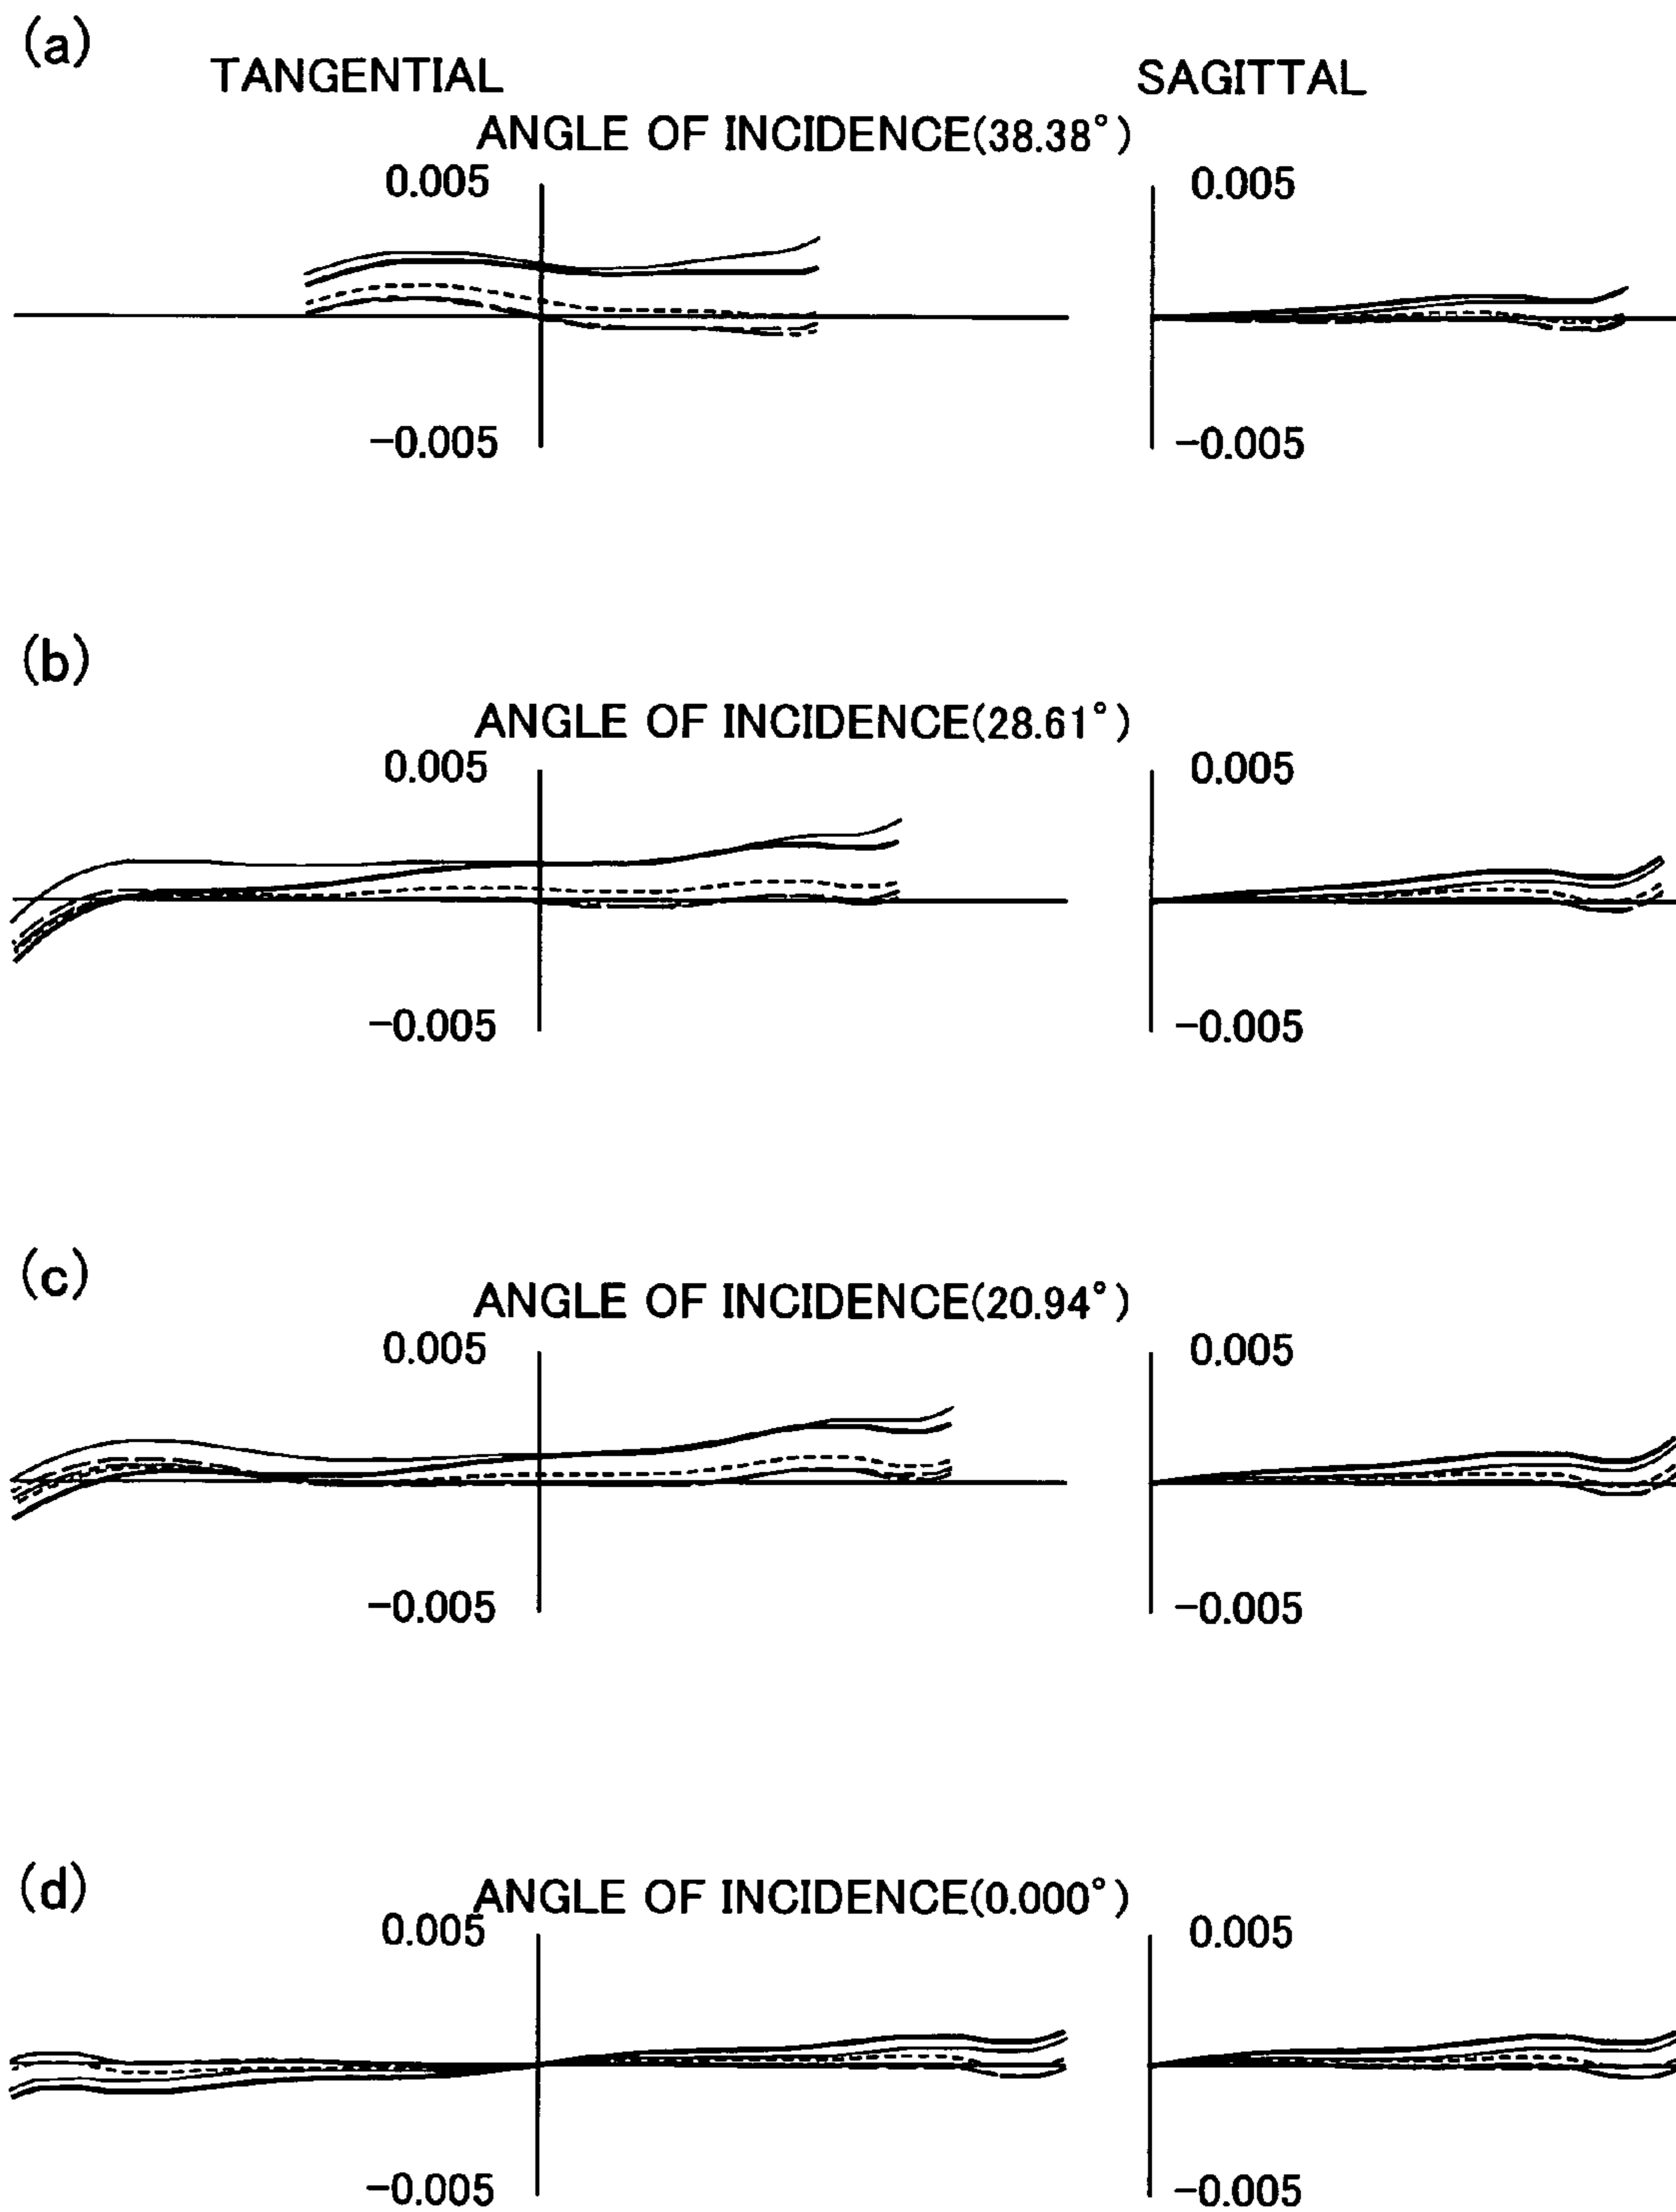 (a)
TANGENTIAL SAGITTAL
ANGLE OF INCIDENCE(38.38°)
0.005 0.005
-0.005 -0.005
(b)
ANGLE OF INCIDENCE(28.61°)
0.005 0.005
-0.005 -0.005
(c)
ANGLE OF INCIDENCE(20.94°)
0.005 0.005
-0.005 -0.005
(d)
ANGLE OF INCIDENCE(0.000°)
0.005 0.005
-0.005 -0.005